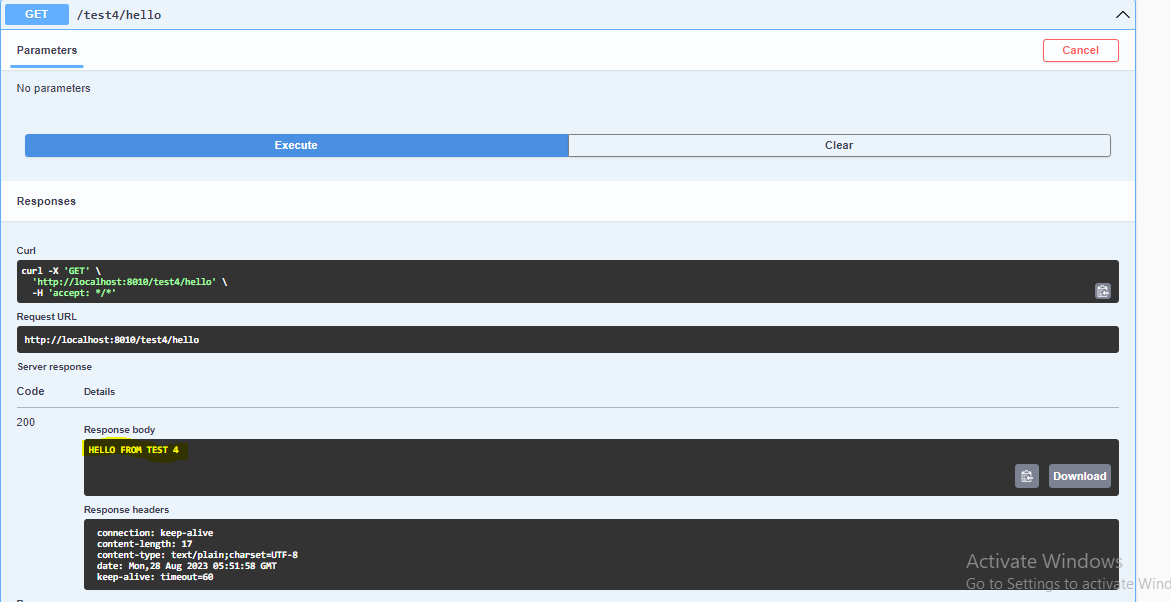 GET /test4/hello
Parameters
Cancel
No parameters
Execute
Clear
Responses
Curl
curl -X 'GET' \
'http://localhost:8010/test4/hello' \
-H 'accept: */*'
Request URL
http://localhost:8010/test4/hello
Server response
Code Details
200
Response body
HELLO FROM TEST 4
Download
Response headers
connection: keep-alive
content-length: 17
content-type: text/plain;charset=UTF-8
date: Mon,28 Aug 2023 05:51:58 GMT
keep-alive: timeout=60
Activate Windows
Go to Settings to activate Wind